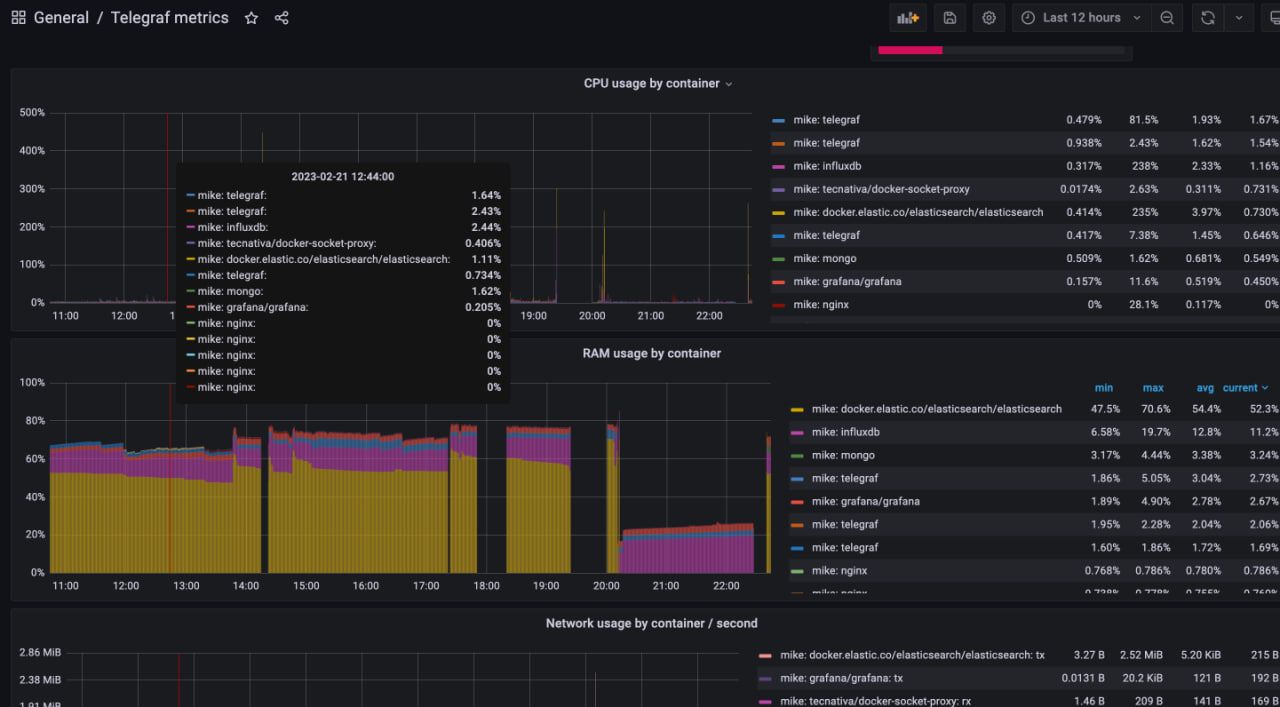 General / Telegraf metrics
Last 12 hours
CPU usage by container
500%
400%
300%
200%
100%
0%
11:00 12:00 1 19:00 20:00 21:00 22:00
mike: telegraf 0.479% 81.5% 1.93% 1.67%
mike: telegraf 0.938% 2.43% 1.62% 1.54%
mike: influxdb 0.317% 238% 2.33% 1.16%
mike: tecnativa/docker-socket-proxy 0.0174% 2.63% 0.311% 0.731%
mike: docker.elastic.co/elasticsearch/elasticsearch 0.414% 235% 3.97% 0.730%
mike: telegraf 0.417% 7.38% 1.45% 0.646%
mike: mongo 0.509% 1.62% 0.681% 0.549%
mike: grafana/grafana 0.157% 11.6% 0.519% 0.450%
mike: nginx 0% 28.1% 0.117% 0%
2023-02-21 12:44:00
mike: telegraf: 1.64%
mike: telegraf: 2.43%
mike: influxdb: 2.44%
mike: tecnativa/docker-socket-proxy: 0.406%
mike: docker.elastic.co/elasticsearch/elasticsearch: 1.11%
mike: telegraf: 0.734%
mike: mongo: 1.62%
mike: grafana/grafana: 0.205%
mike: nginx: 0%
mike: nginx: 0%
mike: nginx: 0%
mike: nginx: 0%
mike: nginx: 0%
RAM usage by container
100%
80%
60%
40%
20%
0%
11:00 12:00 13:00 14:00 15:00 16:00 17:00 18:00 19:00 20:00 21:00 22:00
min max avg current
mike: docker.elastic.co/elasticsearch/elasticsearch 47.5% 70.6% 54.4% 52.3%
mike: influxdb 6.58% 19.7% 12.8% 11.2%
mike: mongo 3.17% 4.44% 3.38% 3.24%
mike: telegraf 1.86% 5.05% 3.04% 2.73%
mike: grafana/grafana 1.89% 4.90% 2.78% 2.67%
mike: telegraf 1.95% 2.28% 2.04% 2.06%
mike: telegraf 1.60% 1.86% 1.72% 1.69%
mike: nginx 0.768% 0.786% 0.780% 0.786%
mike: nginx
Network usage by container / second
2.86 MiB
2.38 MiB
1.91 MiB
mike: docker.elastic.co/elasticsearch/elasticsearch: tx 3.27 B 2.52 MiB 5.20 KiB 215 B
mike: grafana/grafana: tx 0.0131 B 20.2 KiB 121 B 192 B
mike: tecnativa/docker-socket-proxy: rx 1.46 B 209 B 141 B 169 B